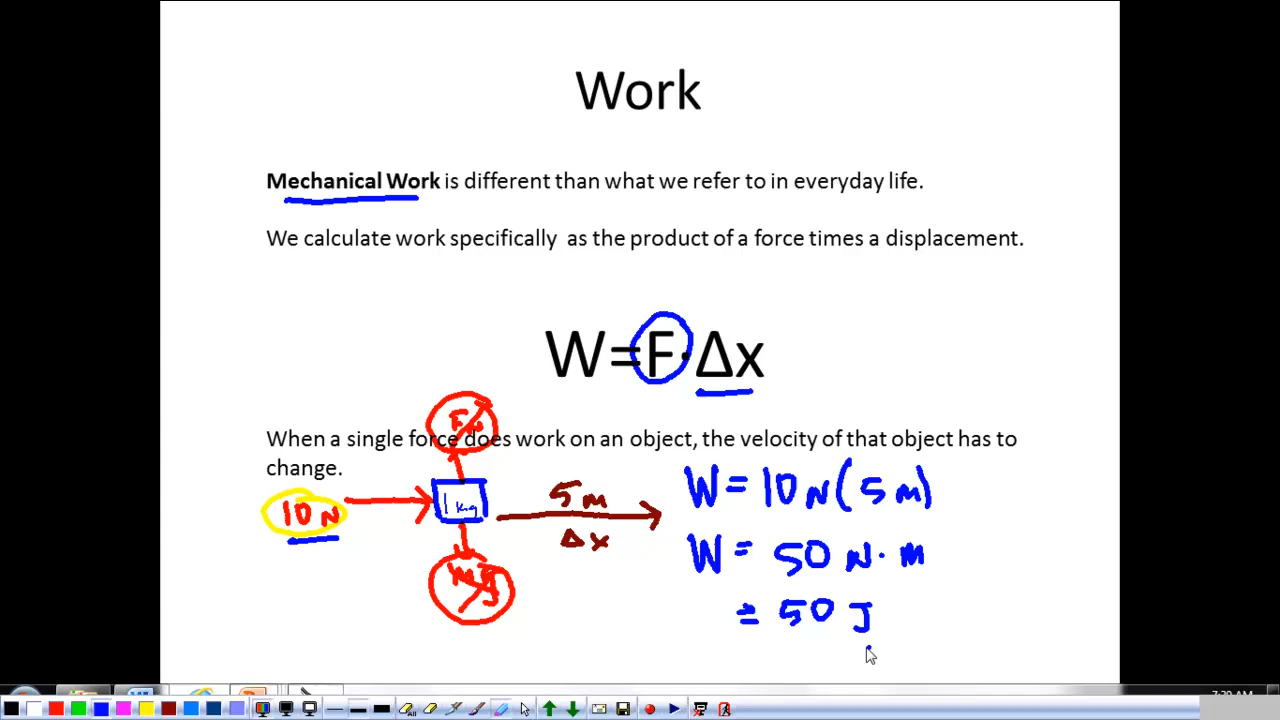 Work
Mechanical Work is different than what we refer to in everyday life.
We calculate work specifically as the product of a force times a displacement.
W=F·Δx
When a single force does work on an object, the velocity of that object has to
change.
10 N
1 kg
5 m
Δx
W = 10 N (5 m)
W = 50 N·m
= 50 J